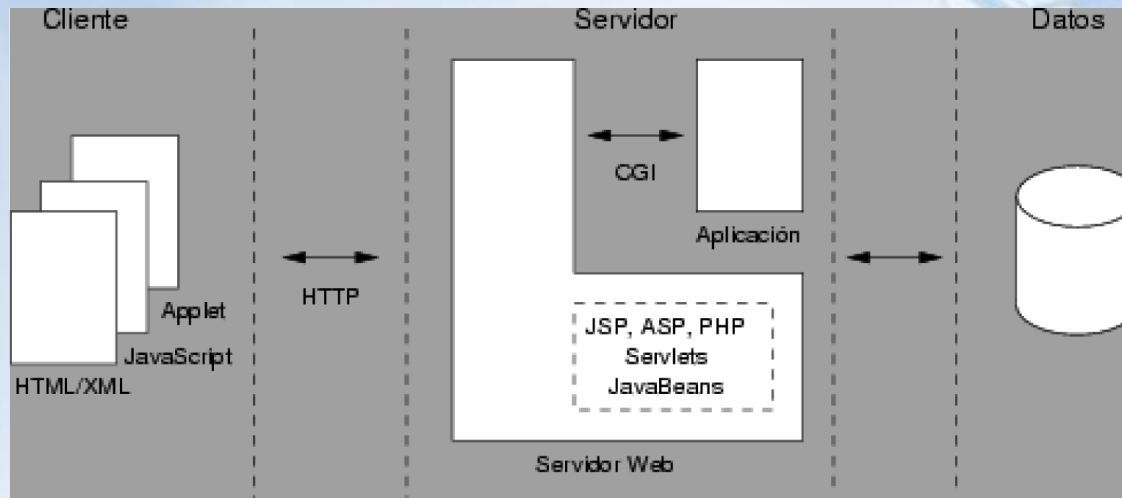 Cliente
Servidor
Datos
CGI
Aplicación
HTTP
Applet
JavaScript
HTML/XML
JSP, ASP, PHP
Servlets
JavaBeans
Servidor Web